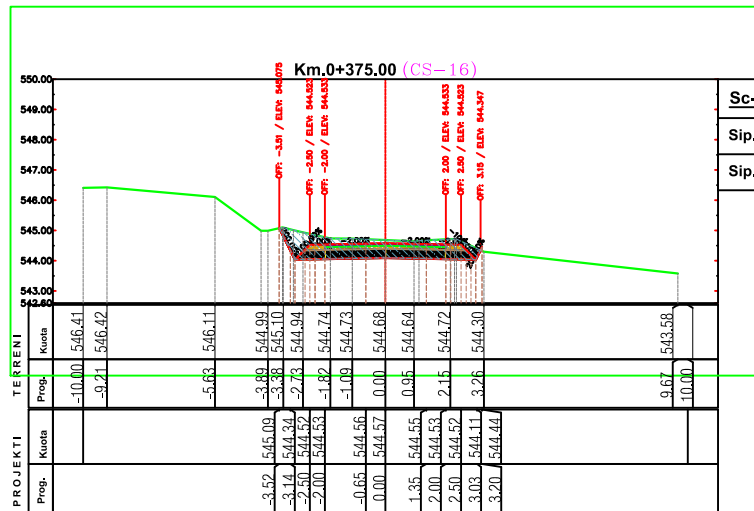 Km.0+375.00 (CS-16)
550.00
549.00
548.00
547.00
546.00
545.00
544.00
543.00
542.60
OFF: -3.51 / ELEV: 545.075
OFF: -2.50 / ELEV: 544.523
OFF: -2.00 / ELEV: 544.533
OFF: 2.00 / ELEV: 544.533
OFF: 2.50 / ELEV: 544.523
OFF: 3.15 / ELEV: 544.347
Sc-
Sip.
Sip.
TERRENI
Kuota
546.41 546.42 546.11 544.99 545.10 544.94 544.74 544.73 544.68 544.64 544.72 544.30 543.58
Prog.
-10.00 -9.21 -5.63 -3.89 -3.38 -2.73 -1.82 -1.09 0.00 0.95 2.15 3.26 9.67 10.00
PROJEKTI
Kuota
545.09 544.34 544.52 544.53 544.56 544.57 544.55 544.53 544.52 544.11 544.44
Prog.
-3.52 -3.14 -2.50 -2.00 -0.65 0.00 1.35 2.00 2.50 3.03 3.20